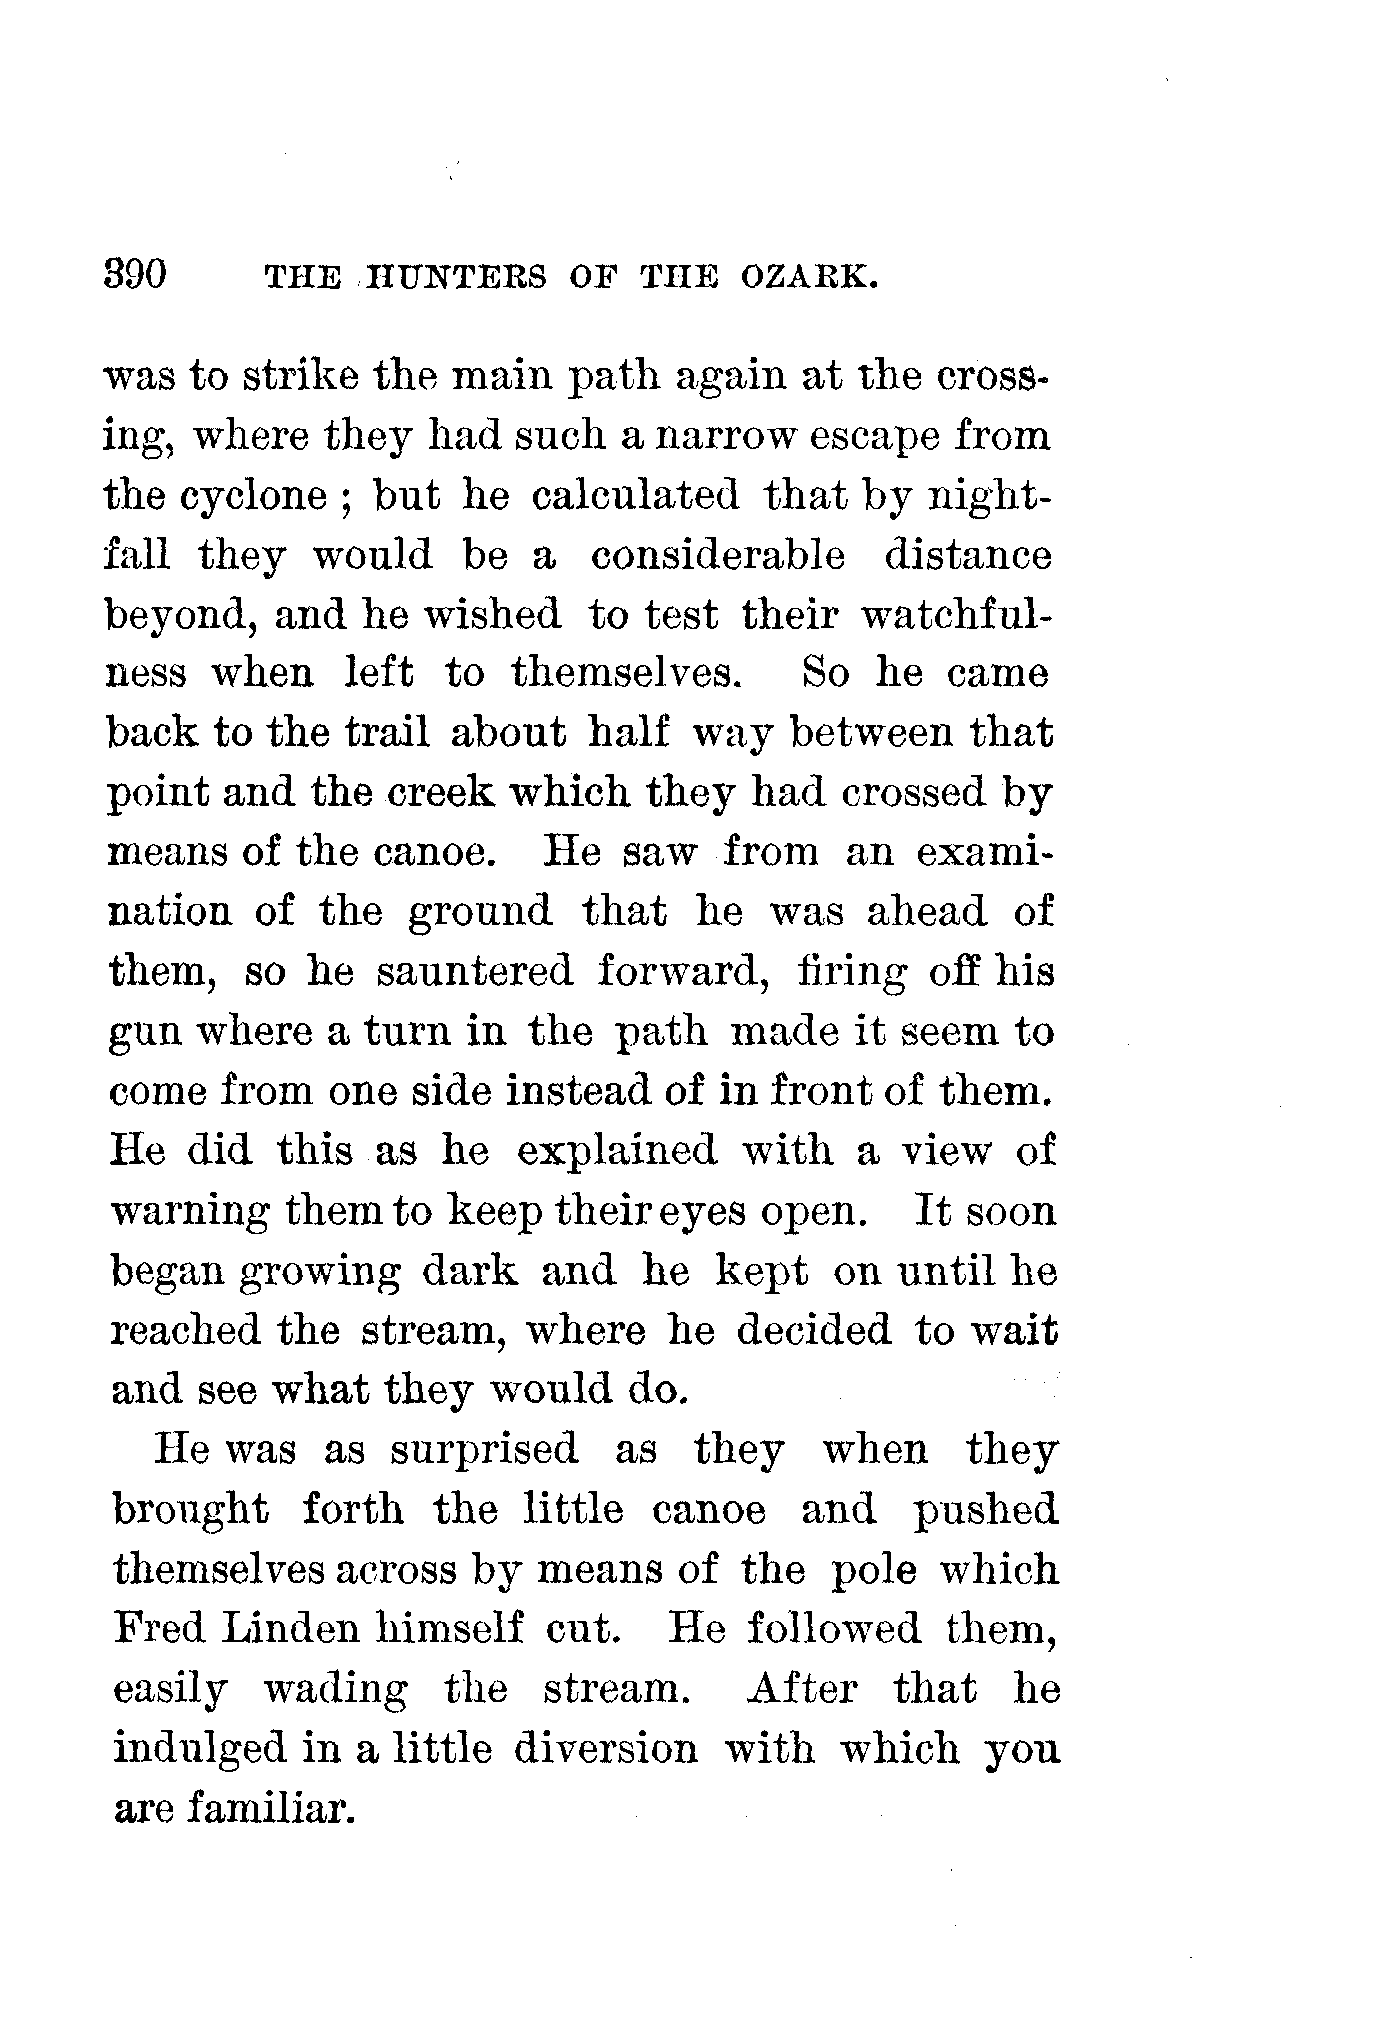 390 THE HUNTERS OF THE OZARK.
was to strike the main path again at the cross-
ing, where they had such a narrow escape from
the cyclone ; but he calculated that by night-
fall they would be a considerable distance
beyond, and he wished to test their watchful-
ness when left to themselves. So he came
back to the trail about half way between that
point and the creek which they had crossed by
means of the canoe. He saw from an exami-
nation of the ground that he was ahead of
them, so he sauntered forward, firing off his
gun where a turn in the path made it seem to
come from one side instead of in front of them.
He did this as he explained with a view of
warning them to keep their eyes open. It soon
began growing dark and he kept on until he
reached the stream, where he decided to wait
and see what they would do.
He was as surprised as they when they
brought forth the little canoe and pushed
themselves across by means of the pole which
Fred Linden himself cut. He followed them,
easily wading the stream. After that he
indulged in a little diversion with which you
are familiar.